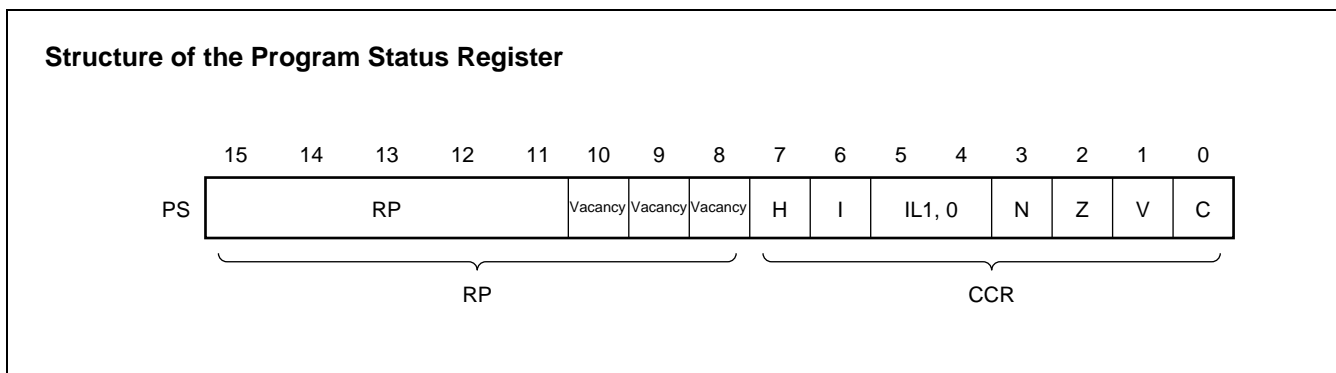 Structure of the Program Status Register
15 14 13 12 11 10 9 8 7 6 5 4 3 2 1 0
PS RP Vacancy Vacancy Vacancy H I IL1, 0 N Z V C
RP CCR